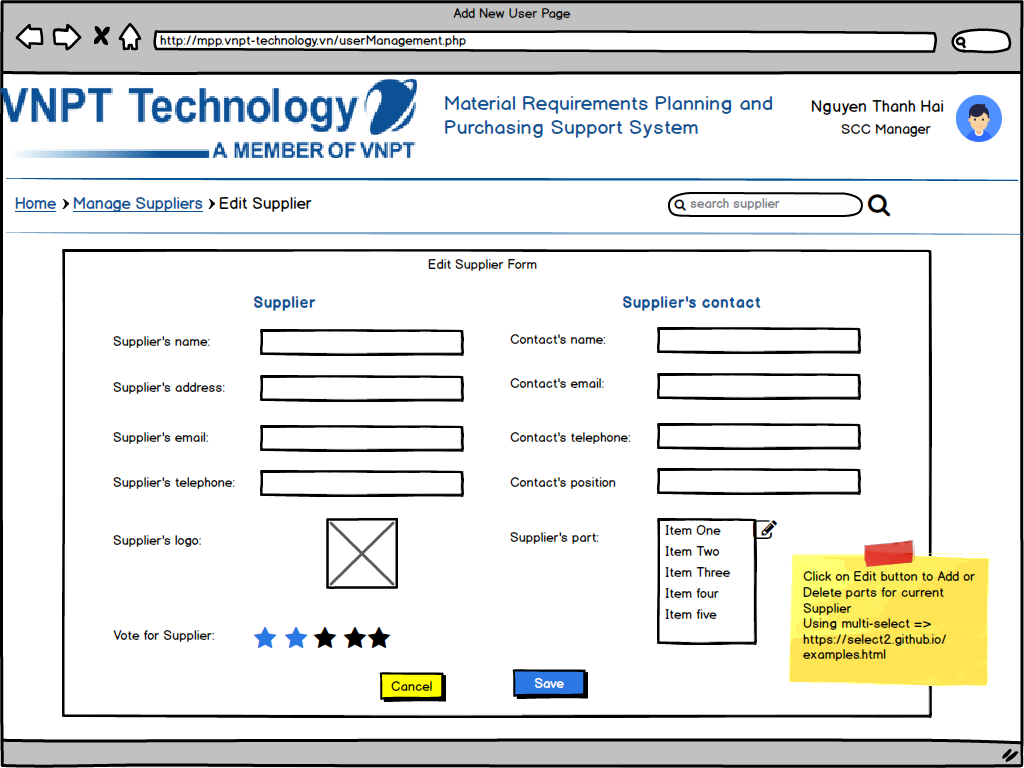 Add New User Page
http://mpp.vnpt-technology.vn/userManagement.php
VNPT Technology
A MEMBER OF VNPT
Material Requirements Planning and
Purchasing Support System
Nguyen Thanh Hai
SCC Manager
Home > Manage Suppliers > Edit Supplier
search supplier
Edit Supplier Form
Supplier
Supplier's name:
Supplier's address:
Supplier's email:
Supplier's telephone:
Supplier's logo:
Vote for Supplier:
Supplier's contact
Contact's name:
Contact's email:
Contact's telephone:
Contact's position
Supplier's part:
Item One
Item Two
Item Three
Item four
Item five
Click on Edit button to Add or
Delete parts for current
Supplier
Using multi-select =>
https://select2.github.io/
examples.html
Cancel
Save